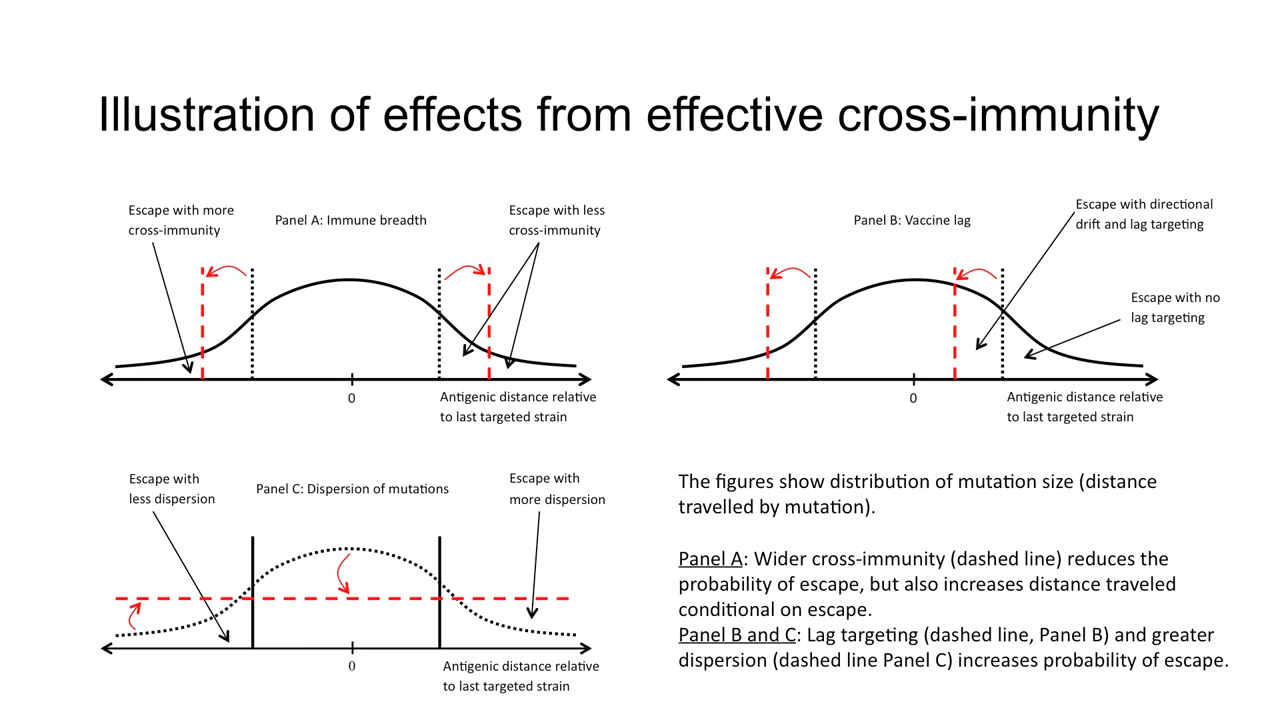 Illustration of effects from effective cross-immunity
Escape with more
cross-immunity
Panel A: Immune breadth
Escape with less
cross-immunity
0
Antigenic distance relative
to last targeted strain
Panel B: Vaccine lag
Escape with directional
drift and lag targeting
Escape with no
lag targeting
0
Antigenic distance relative
to last targeted strain
Escape with
less dispersion
Panel C: Dispersion of mutations
Escape with
more dispersion
0
Antigenic distance relative
to last targeted strain
The figures show distribution of mutation size (distance
travelled by mutation).
Panel A: Wider cross-immunity (dashed line) reduces the
probability of escape, but also increases distance traveled
conditional on escape.
Panel B and C: Lag targeting (dashed line, Panel B) and greater
dispersion (dashed line Panel C) increases probability of escape.